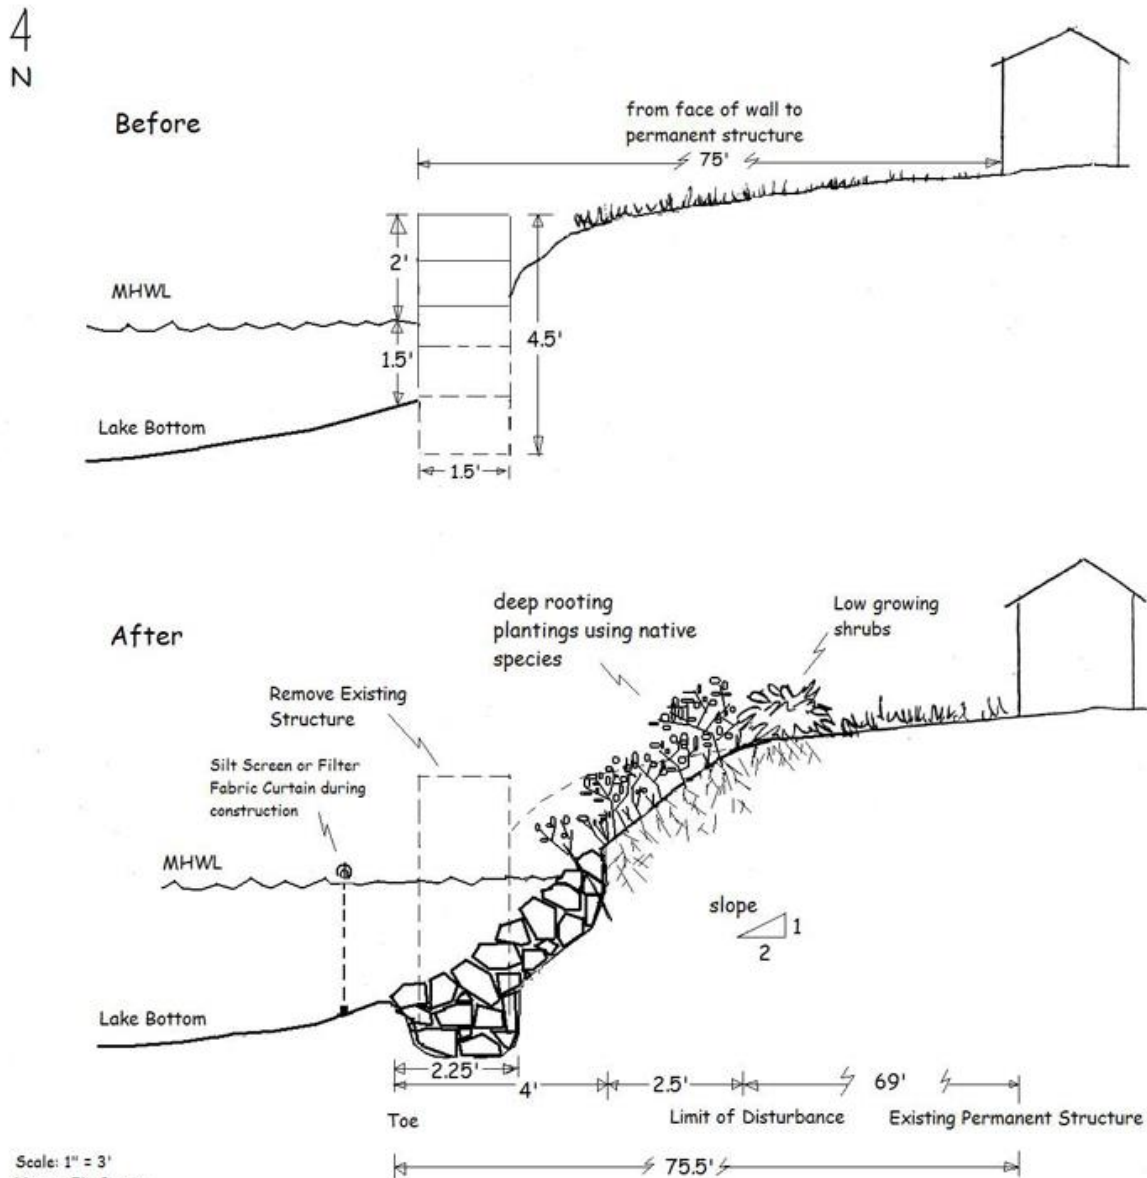 4
N
Before
from face of wall to
permanent structure
75'
2'
MHWL
4.5'
1.5'
Lake Bottom
1.5'
After
deep rooting
plantings using native
species
Low growing
shrubs
Remove Existing
Structure
Silt Screen or Filter
Fabric Curtain during
construction
MHWL
slope
1
2
Lake Bottom
2.25'
4'
2.5'
69'
Toe
Limit of Disturbance
Existing Permanent Structure
75.5'
Scale: 1" = 3'